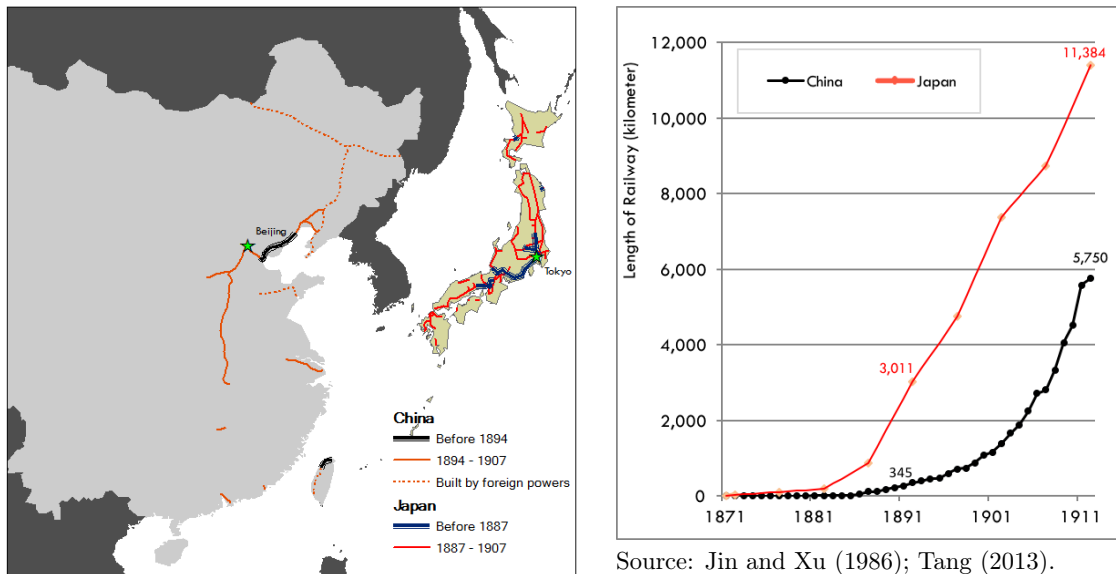 Beijing
Tokyo
China
Before 1894
1894 - 1907
Built by foreign powers
Japan
Before 1887
1887 - 1907
Length of Railway (kilometer)
12,000
10,000
8,000
6,000
4,000
2,000
0
China
Japan
11,384
5,750
3,011
345
1871
1881
1891
1901
1911
Source: Jin and Xu (1986); Tang (2013).